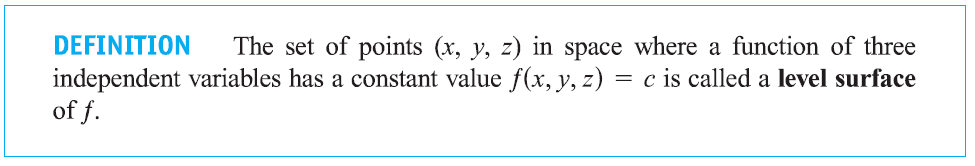 DEFINITION The set of points (x, y, z) in space where a function of three
independent variables has a constant value f(x, y, z) = c is called a level surface
of f.